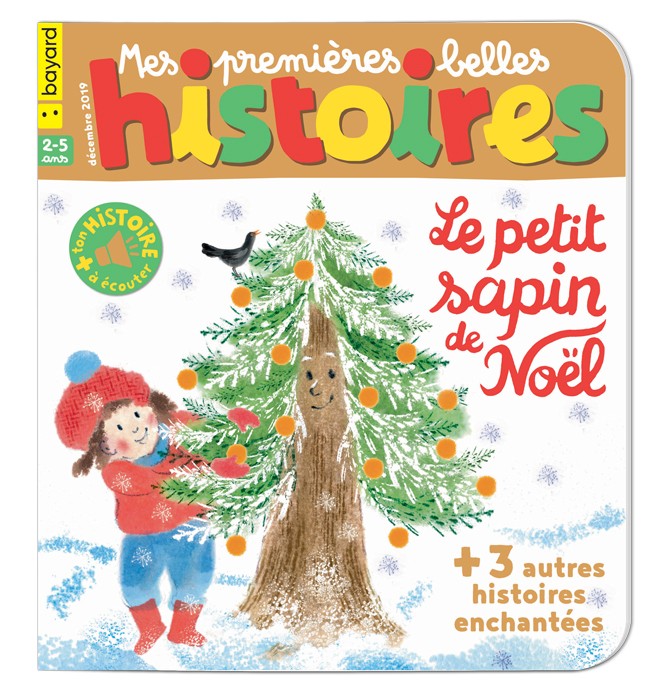 bayard
2-5
ans
décembre 2019
Mes premières belles
histoires
+ ton HiSTOiRE
à écouter
Le petit
sapin
de
Noël
+ 3 autres
histoires
enchantées